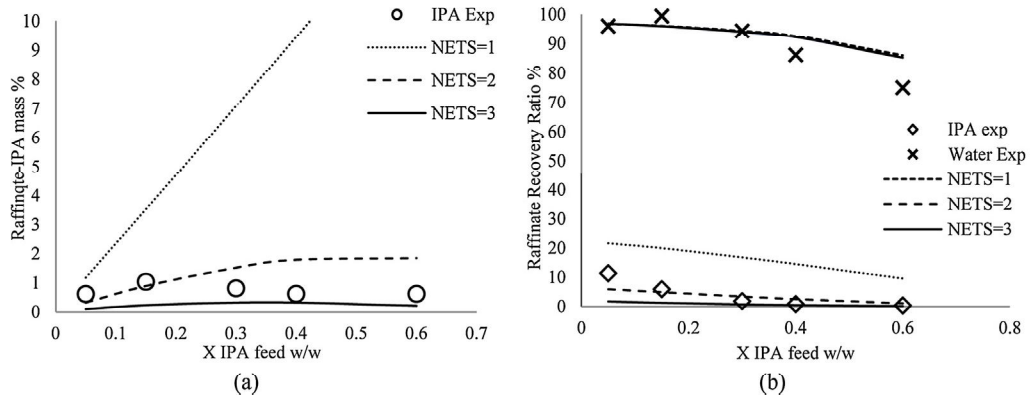 10
9
8
7
6
5
4
3
2
1
0
Raffinqte-IPA mass %
IPA Exp
NETS=1
NETS=2
NETS=3
0 0.1 0.2 0.3 0.4 0.5 0.6 0.7
X IPA feed w/w
(a)
100
90
80
70
60
50
40
30
20
10
0
Raffinate Recovery Ratio %
IPA exp
Water Exp
NETS=1
NETS=2
NETS=3
0 0.2 0.4 0.6 0.8
X IPA feed w/w
(b)